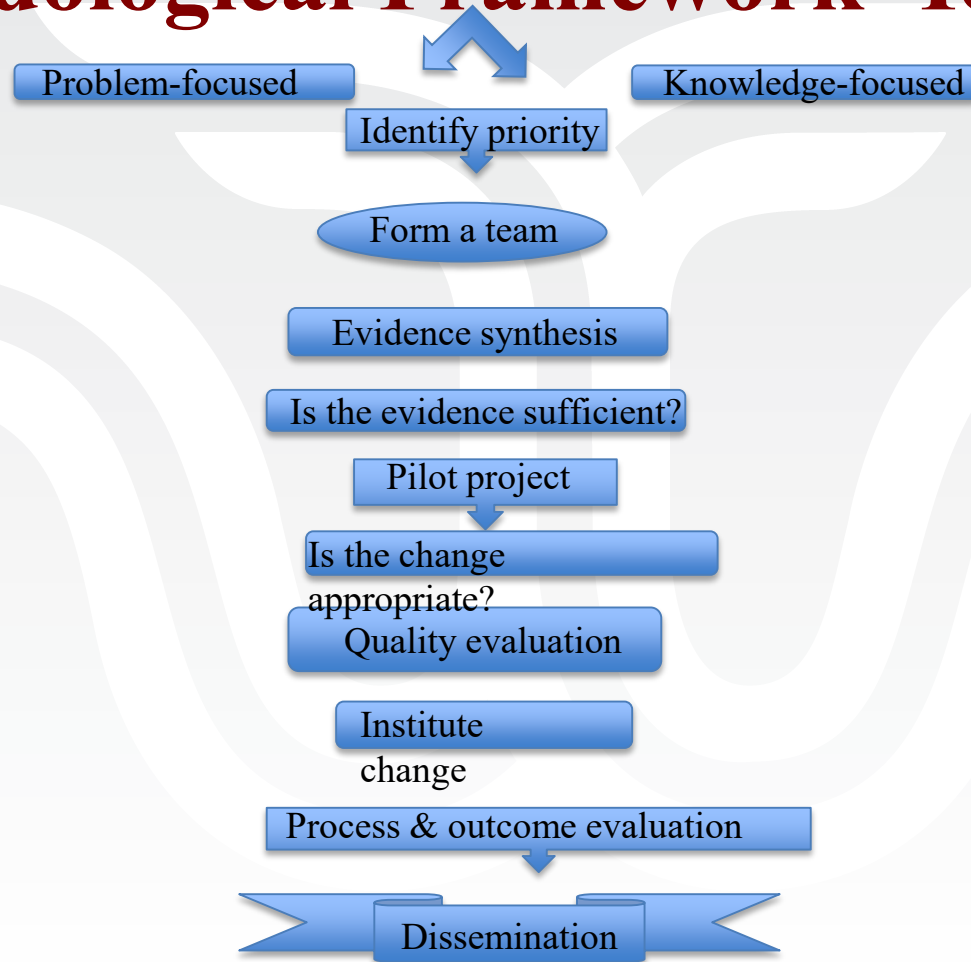 Framework
Problem-focused
Knowledge-focused
Identify priority
Form a team
Evidence synthesis
Is the evidence sufficient?
Pilot project
Is the change
appropriate?
Quality evaluation
Institute
change
Process & outcome evaluation
Dissemination